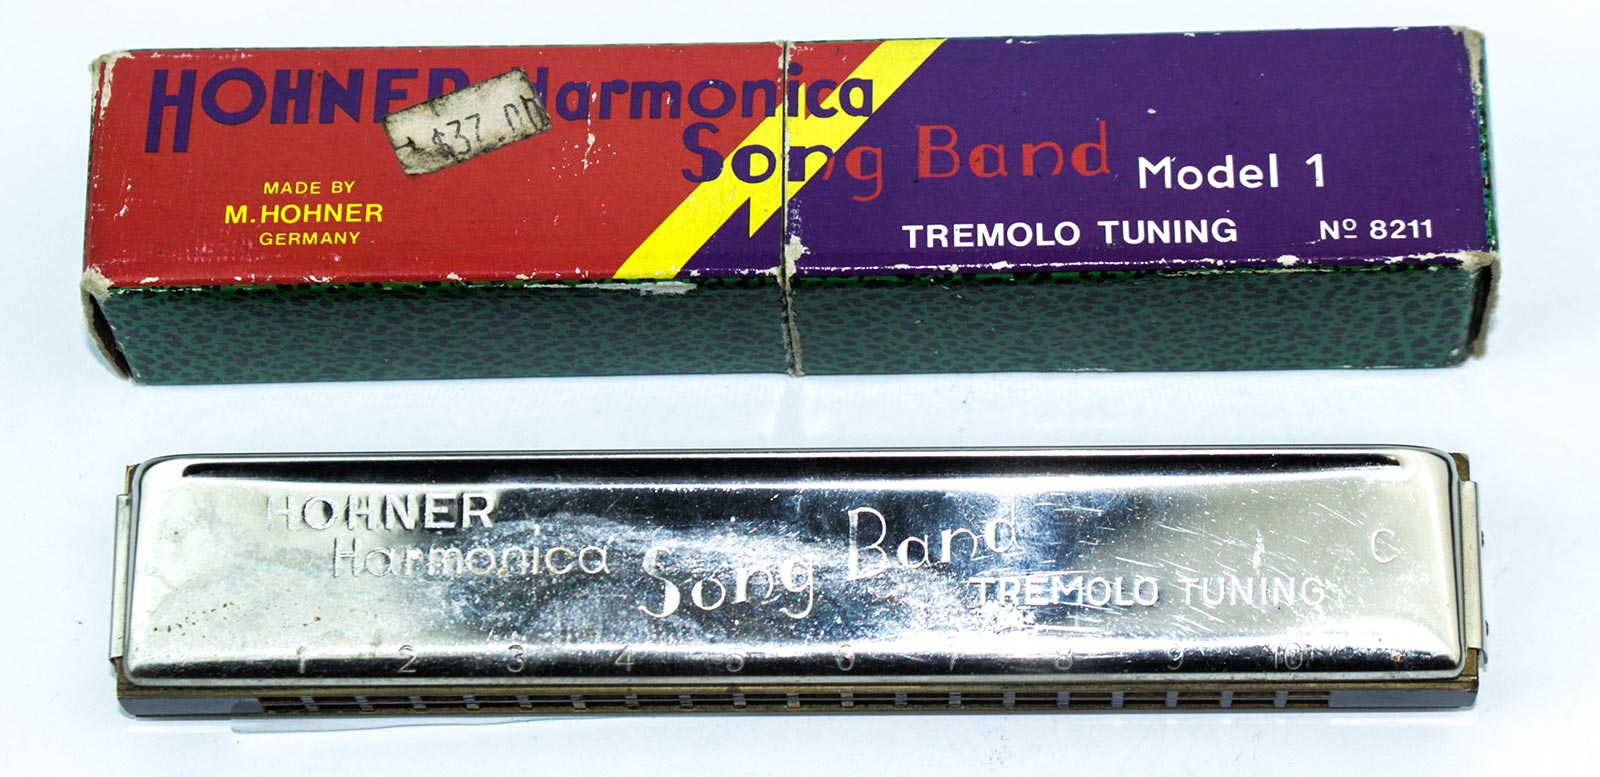 HOHNER Harmonica
$37.00
Song Band
Model 1
MADE BY
M. HOHNER
GERMANY
TREMOLO TUNING Nº 8211
HOHNER
Harmonica
Song Band
TREMOLO TUNING
C
1 2 3 4 5 6 7 8 9 10